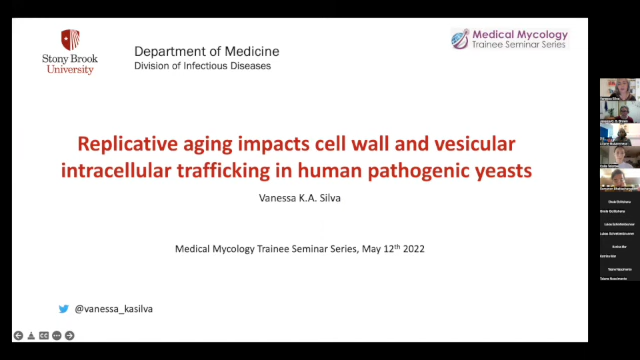 Stony Brook
University
Department of Medicine
Division of Infectious Diseases
Medical Mycology
Trainee Seminar Series
Replicative aging impacts cell wall and vesicular
intracellular trafficking in human pathogenic yeasts
Vanessa K.A. Silva
Medical Mycology Trainee Seminar Series, May 12th 2022
@vanessa_kasilva
Vanessa Silva